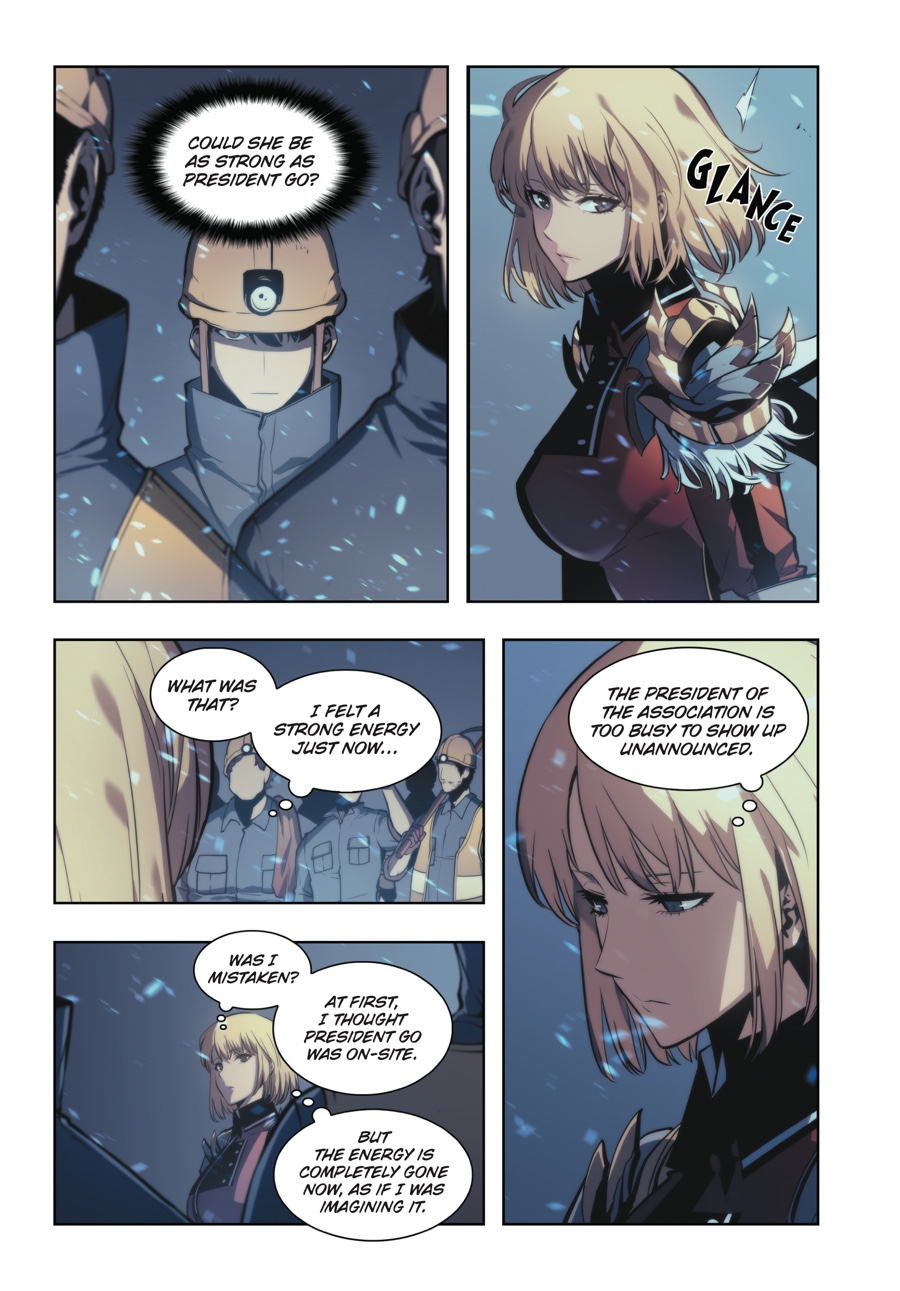 COULD SHE BE
AS STRONG AS
PRESIDENT GO?
GLANCE
WHAT WAS
THAT?
I FELT A
STRONG ENERGY
JUST NOW...
THE PRESIDENT OF
THE ASSOCIATION IS
TOO BUSY TO SHOW UP
UNANNOUNCED.
WAS I
MISTAKEN?
AT FIRST,
I THOUGHT
PRESIDENT GO
WAS ON-SITE.
BUT
THE ENERGY IS
COMPLETELY GONE
NOW, AS IF I WAS
IMAGINING IT.